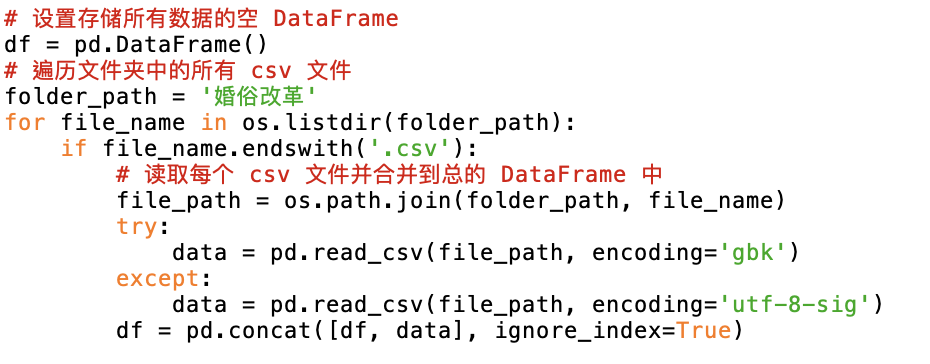 # 设置存储所有数据的空 DataFrame
df = pd.DataFrame()
# 遍历文件夹中的所有 csv 文件
folder_path = '婚俗改革'
for file_name in os.listdir(folder_path):
    if file_name.endswith('.csv'):
        # 读取每个 csv 文件并合并到总的 DataFrame 中
        file_path = os.path.join(folder_path, file_name)
        try:
            data = pd.read_csv(file_path, encoding='gbk')
        except:
            data = pd.read_csv(file_path, encoding='utf-8-sig')
        df = pd.concat([df, data], ignore_index=True)